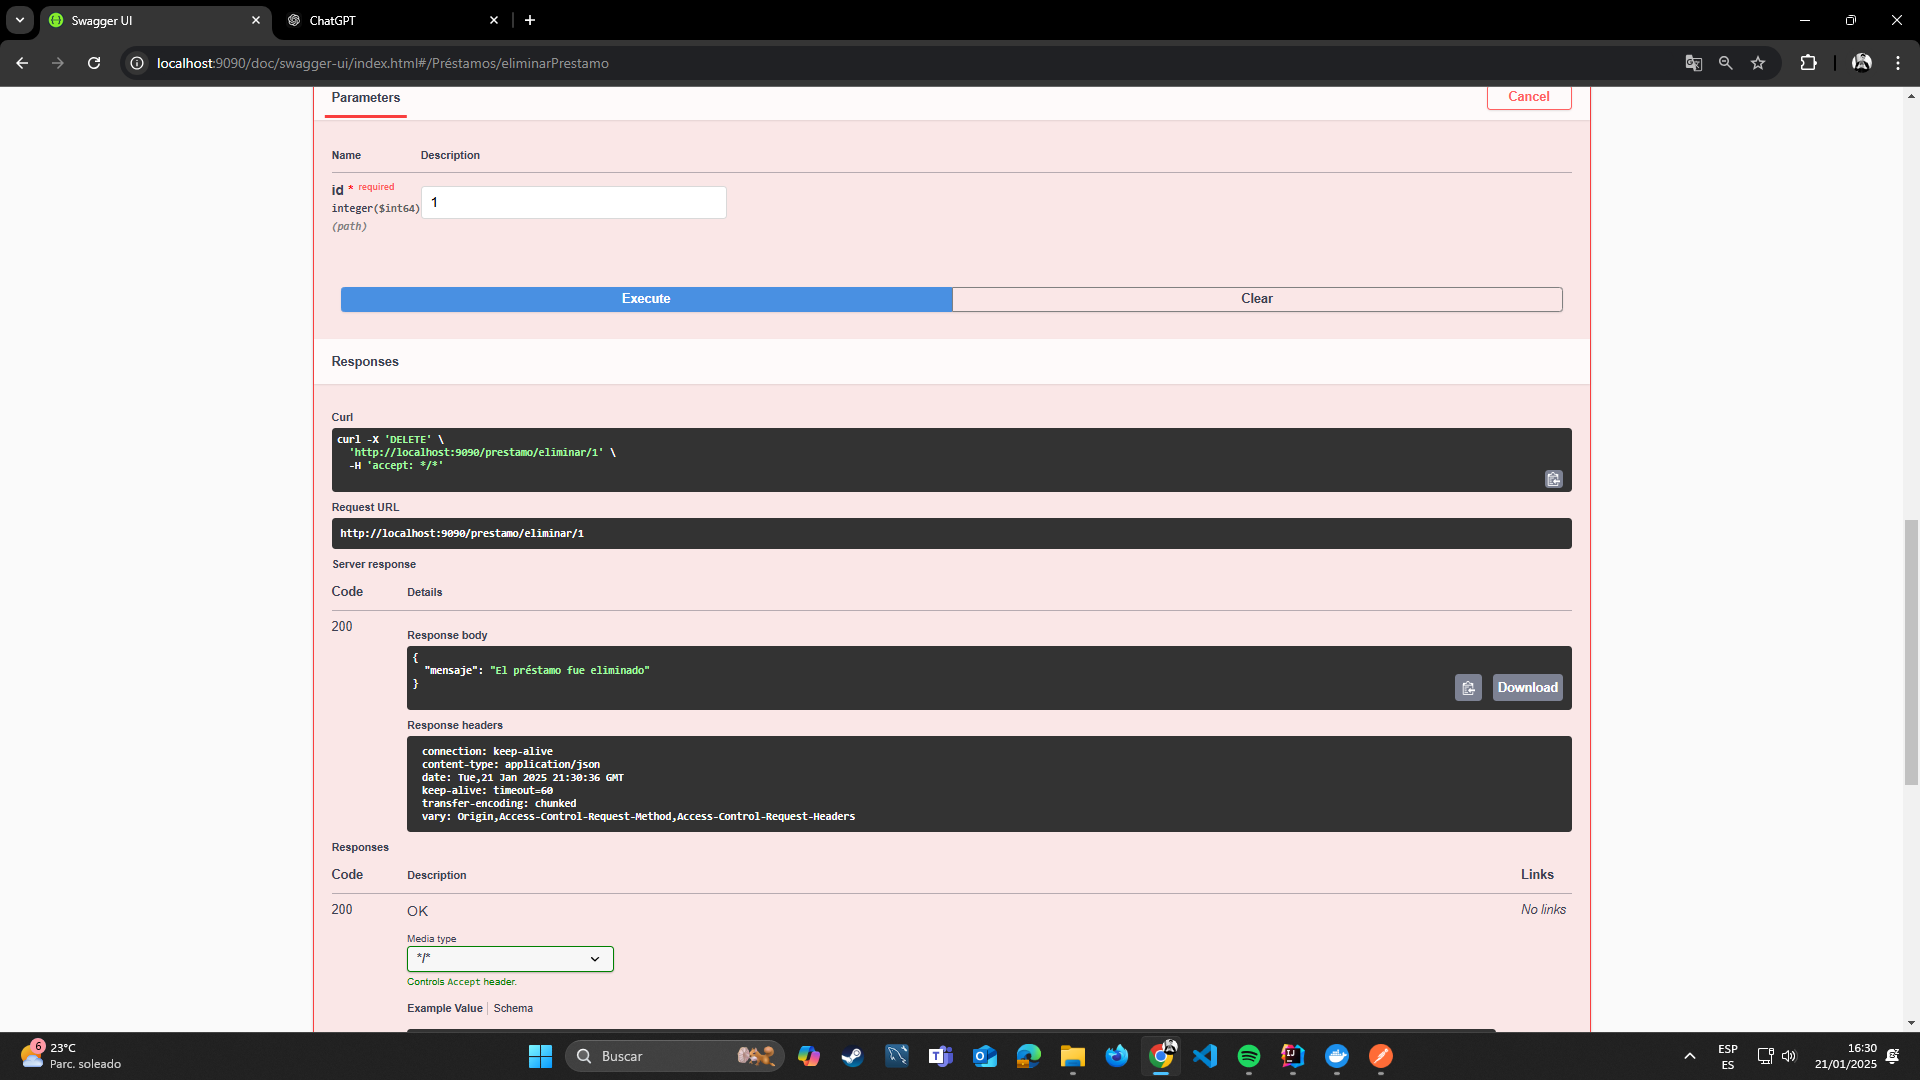 Swagger UI
ChatGPT
localhost:9090/doc/swagger-ui/index.html#/Préstamos/eliminarPrestamo
Parameters
Cancel
Name
Description
id * required
integer($int64)
(path)
1
Execute
Clear
Responses
Curl
curl -X 'DELETE' \
'http://localhost:9090/prestamo/eliminar/1' \
-H 'accept: */*'
Request URL
http://localhost:9090/prestamo/eliminar/1
Server response
Code
Details
200
Response body
{
"mensaje": "El préstamo fue eliminado"
}
Download
Response headers
connection: keep-alive
content-type: application/json
date: Tue,21 Jan 2025 21:30:36 GMT
keep-alive: timeout=60
transfer-encoding: chunked
vary: Origin,Access-Control-Request-Method,Access-Control-Request-Headers
Responses
Code
Description
Links
200
OK
No links
Media type
*/*
Controls Accept header.
Example Value
Schema
6
23°C
Parc. soleado
Buscar
ESP
ES
16:30
21/01/2025